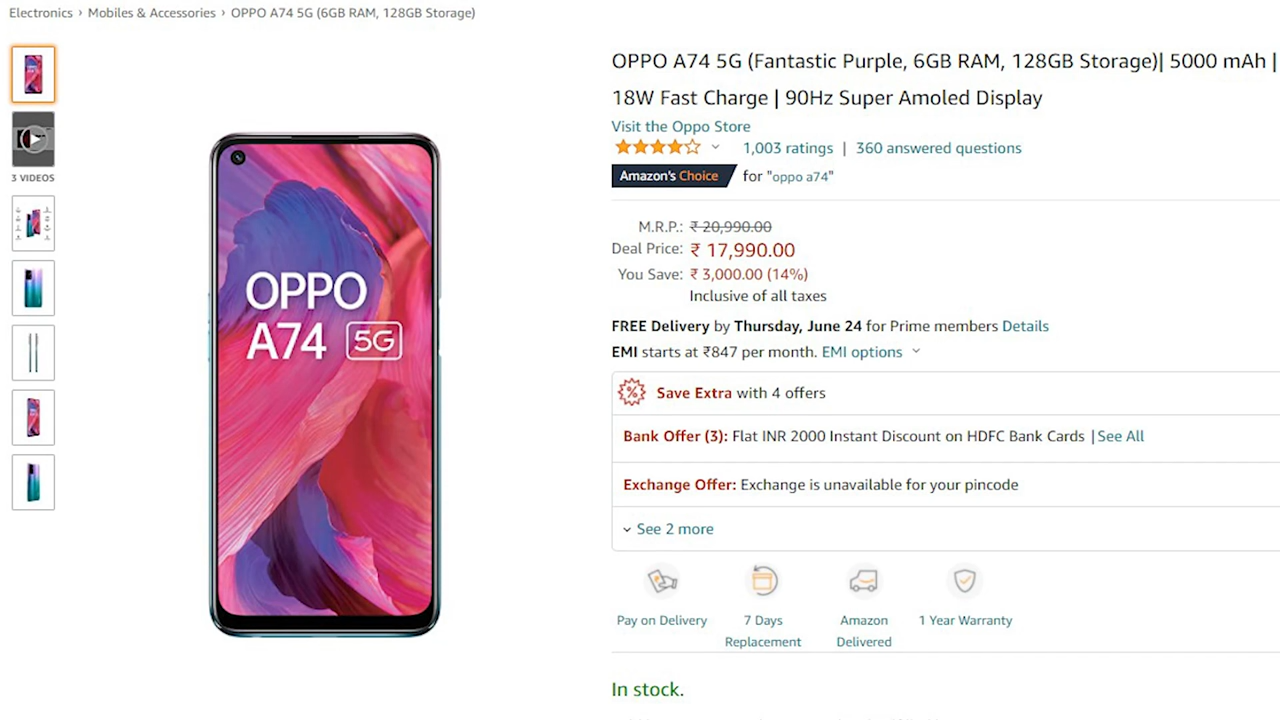 Electronics › Mobiles & Accessories › OPPO A74 5G (6GB RAM, 128GB Storage)
3 VIDEOS
OPPO
A74 5G
OPPO A74 5G (Fantastic Purple, 6GB RAM, 128GB Storage)| 5000 mAh |
18W Fast Charge | 90Hz Super Amoled Display
Visit the Oppo Store
1,003 ratings | 360 answered questions
Amazon's Choice for "oppo a74"
M.R.P.: ₹ 20,990.00
Deal Price: ₹ 17,990.00
You Save: ₹ 3,000.00 (14%)
Inclusive of all taxes
FREE Delivery by Thursday, June 24 for Prime members Details
EMI starts at ₹847 per month. EMI options
Save Extra with 4 offers
Bank Offer (3): Flat INR 2000 Instant Discount on HDFC Bank Cards | See All
Exchange Offer: Exchange is unavailable for your pincode
See 2 more
Pay on Delivery
7 Days
Replacement
Amazon
Delivered
1 Year Warranty
In stock.